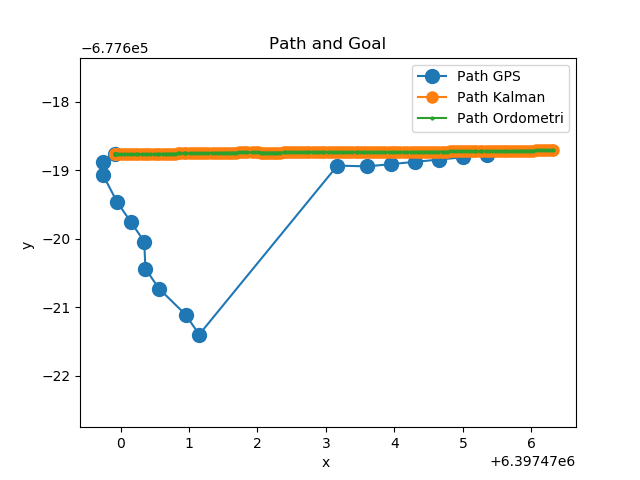 Path and Goal
−6.776e5
Path GPS
Path Kalman
Path Ordometri
−18
−19
−20
−21
−22
y
0 1 2 3 4 5 6
x
+6.39747e6